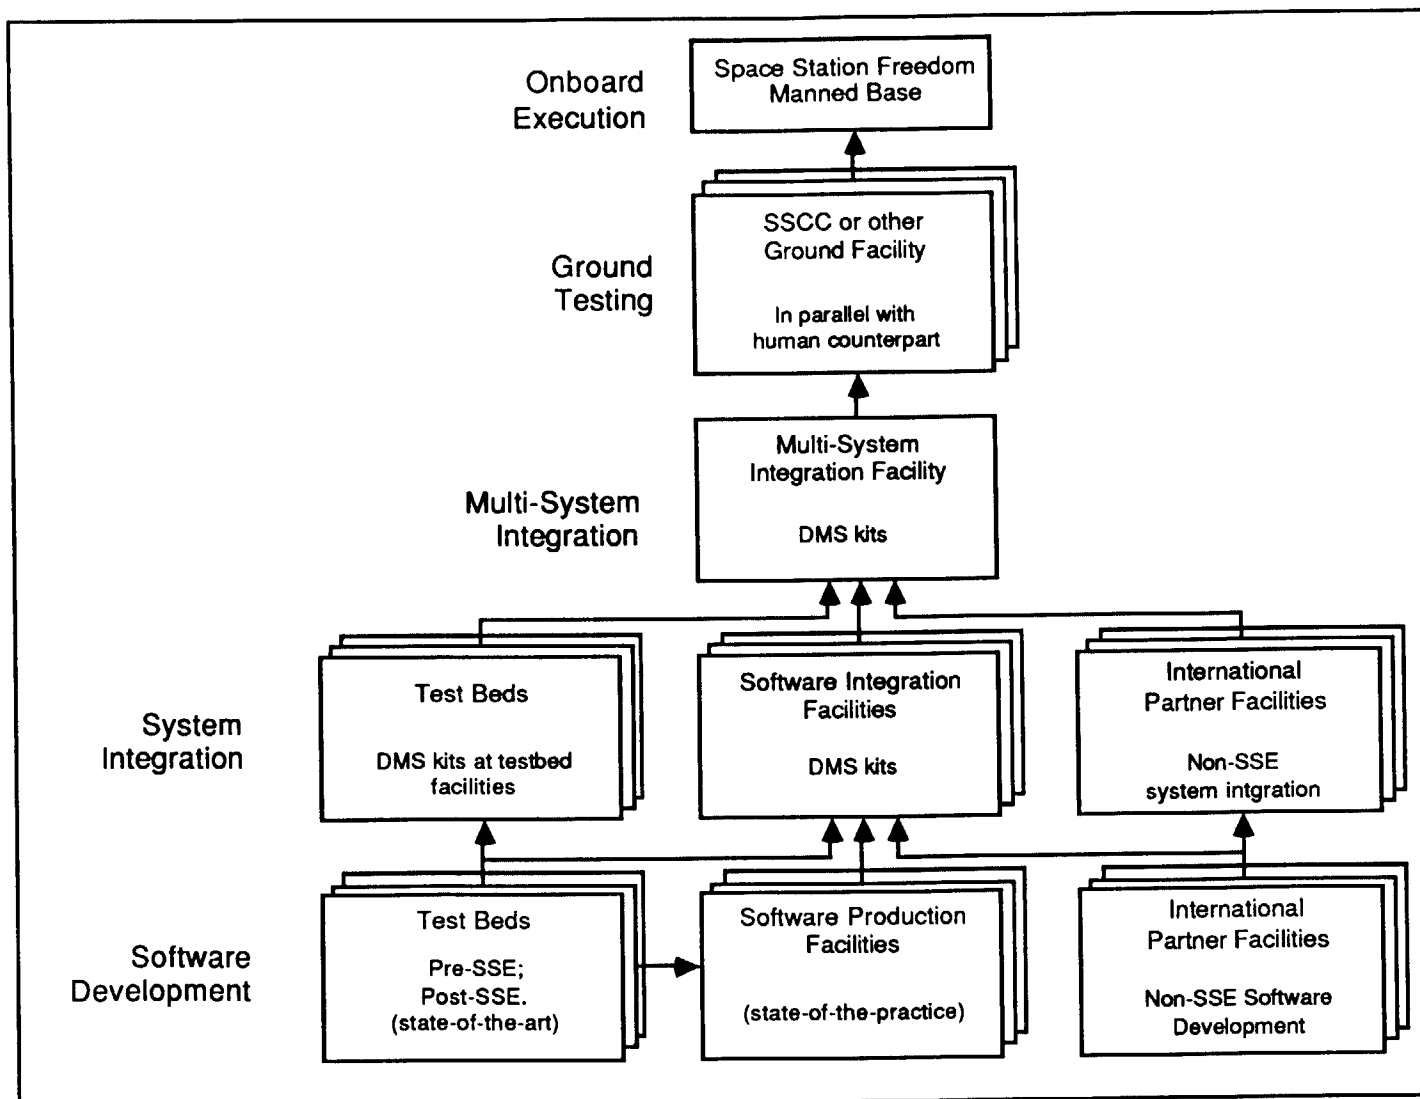 Onboard
Execution
Space Station Freedom
Manned Base
Ground
Testing
SSCC or other
Ground Facility
In parallel with
human counterpart
Multi-System
Integration
Multi-System
Integration Facility
DMS kits
System
Integration
Test Beds
DMS kits at testbed
facilities
Software Integration
Facilities
DMS kits
International
Partner Facilities
Non-SSE
system intgration
Software
Development
Test Beds
Pre-SSE;
Post-SSE.
(state-of-the-art)
Software Production
Facilities
(state-of-the-practice)
International
Partner Facilities
Non-SSE Software
Development